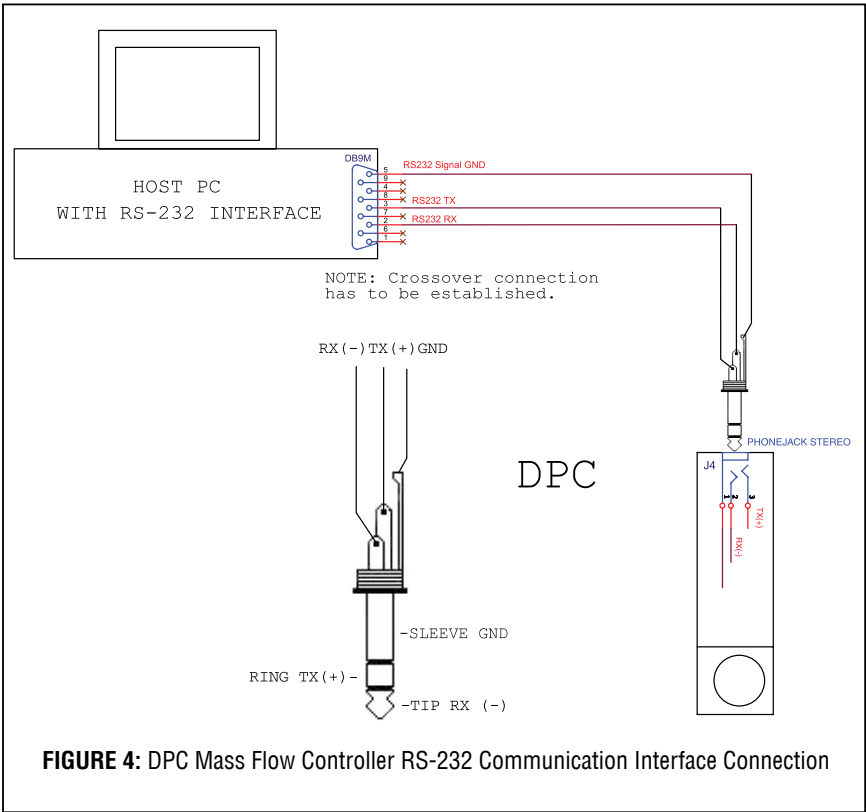 HOST PC
WITH RS-232 INTERFACE
DB9M
5
9
4
8
3
7
2
6
1
RS232 Signal GND
RS232 TX
RS232 RX
NOTE: Crossover connection
has to be established.
RX(-)TX(+)GND
PHONEJACK STEREO
J4
1
2
3
TX(+)
RX(-)
DPC
-SLEEVE GND
RING TX(+)-
-TIP RX (-)
FIGURE 4: DPC Mass Flow Controller RS-232 Communication Interface Connection